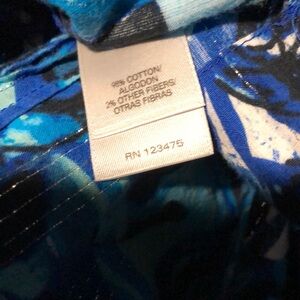 98% COTTON/
ALGODON
2% OTHER FIBERS/
OTRAS FIBRAS
RN 123475